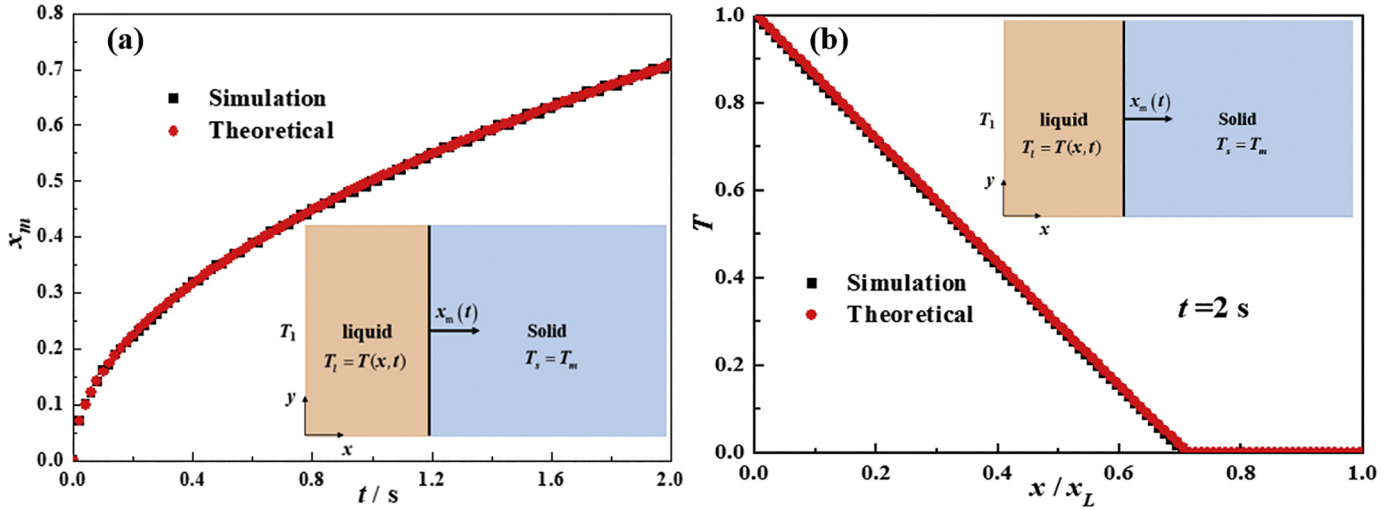 (a)
0.8
0.7
0.6
0.5
0.4
0.3
0.2
0.1
0.0
x_m
Simulation
Theoretical
T_1
liquid
T_l = T(x,t)
x_m(t)
Solid
T_s = T_m
y
x
0.0 0.4 0.8 1.2 1.6 2.0
t / s
(b)
1.0
0.8
0.6
0.4
0.2
0.0
T
T_1
liquid
T_l = T(x,t)
x_m(t)
Solid
T_s = T_m
y
x
Simulation
Theoretical
t = 2 s
0.0 0.2 0.4 0.6 0.8 1.0
x / x_L